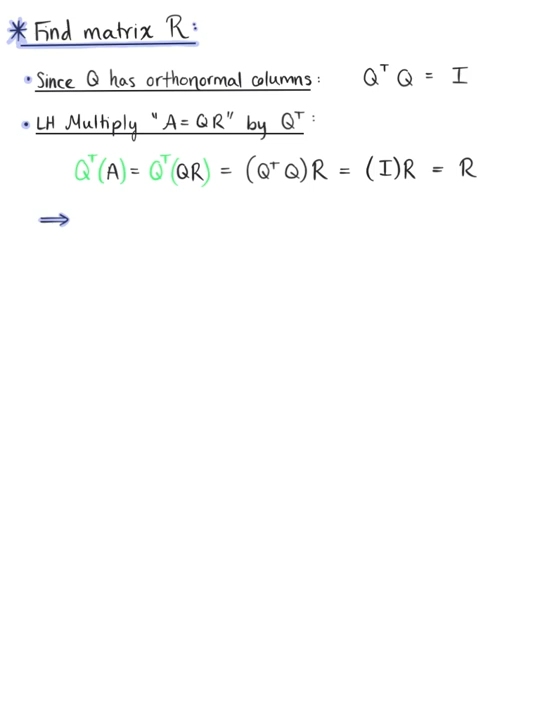 * Find matrix R:
• Since Q has orthonormal columns: QᵀQ = I
• LH Multiply "A = QR" by Qᵀ:
Qᵀ(A) = Qᵀ(QR) = (QᵀQ)R = (I)R = R
⟹